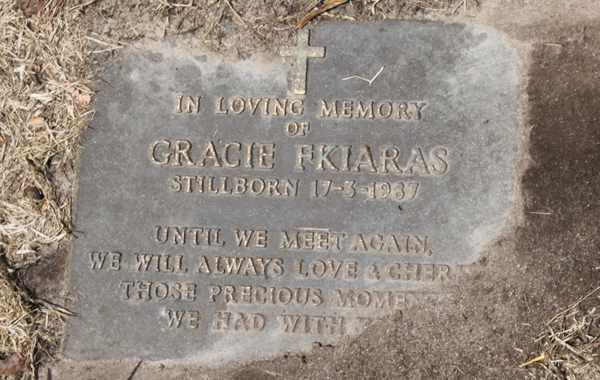 IN LOVING MEMORY
OF
GRACIE FKIARAS
STILLBORN 17-3-1987
UNTIL WE MEET AGAIN,
WE WILL ALWAYS LOVE & CHER
THOSE PRECIOUS MOMEN
WE HAD WITH